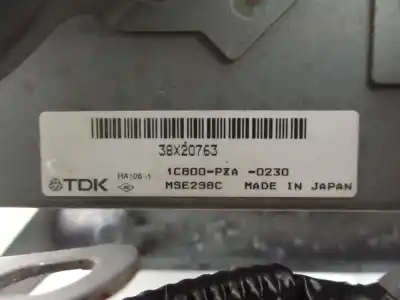 38X20763
TDK HA106-1 1C800-PZA -0230
MSE298C MADE IN JAPAN